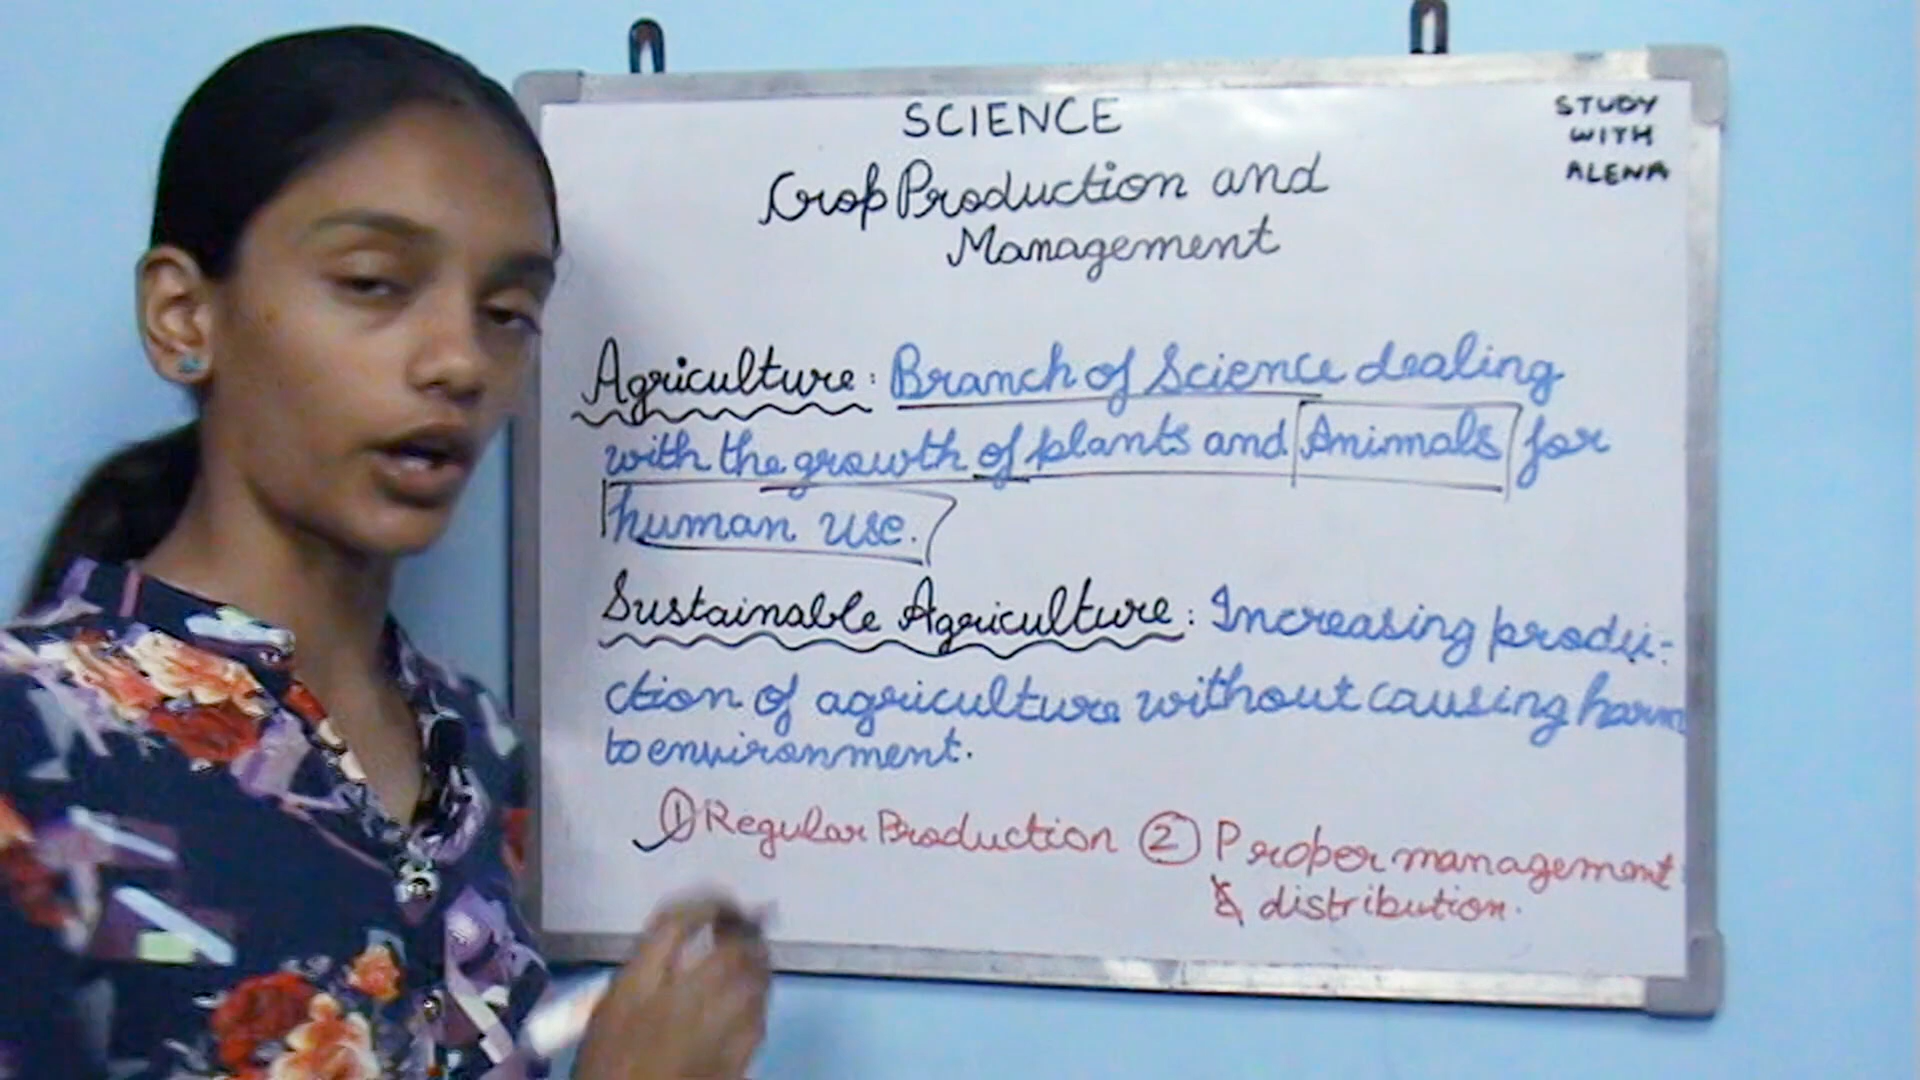 SCIENCE
STUDY
WITH
ALENA
Crop Production and
Management
Agriculture: Branch of Science dealing
with the growth of plants and Animals for
human use.
Sustainable Agriculture: Increasing produ-
ction of agriculture without causing harm
to environment.
① Regular Production ② Proper management
& distribution.